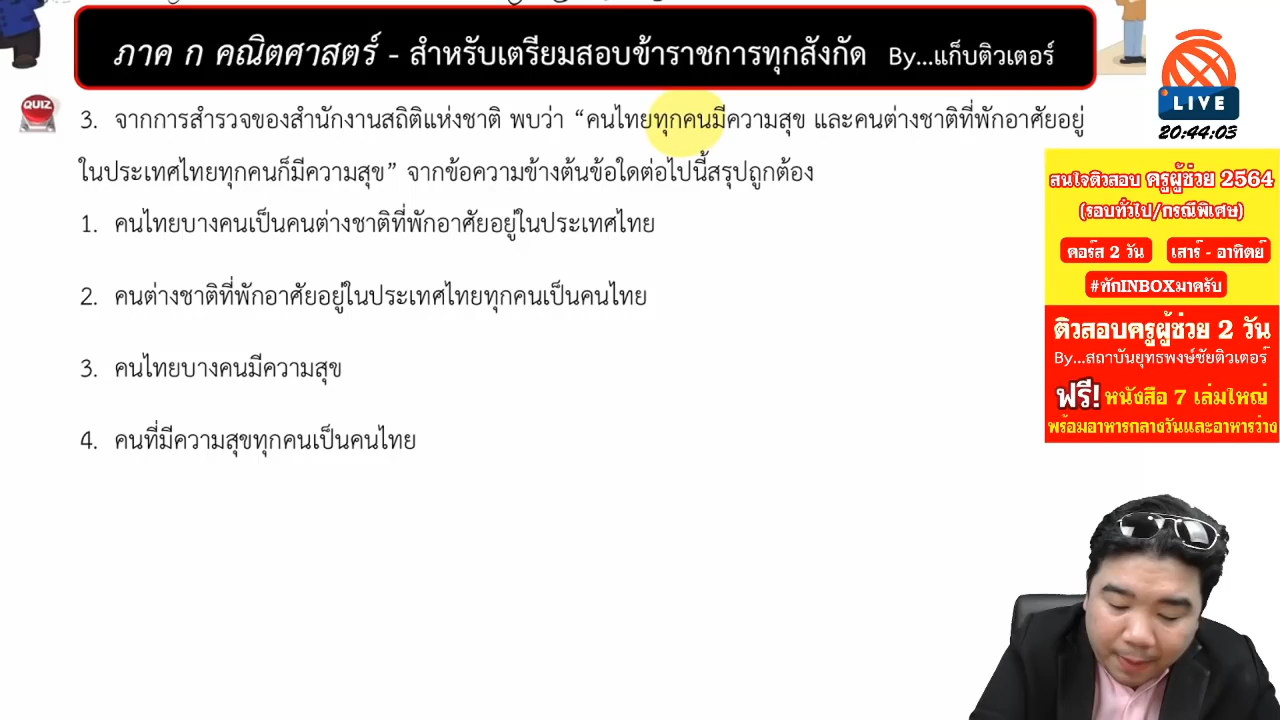 ภาค ก คณิตศาสตร์ - สำหรับเตรียมสอบข้าราชการทุกสังกัด By...แก็บติวเตอร์
LIVE
20:44:03
QUIZ
3. จากการสำรวจของสำนักงานสถิติแห่งชาติ พบว่า “คนไทยทุกคนมีความสุข และคนต่างชาติที่พักอาศัยอยู่
ในประเทศไทยทุกคนก็มีความสุข” จากข้อความข้างต้นข้อใดต่อไปนี้สรุปถูกต้อง
1. คนไทยบางคนเป็นคนต่างชาติที่พักอาศัยอยู่ในประเทศไทย
2. คนต่างชาติที่พักอาศัยอยู่ในประเทศไทยทุกคนเป็นคนไทย
3. คนไทยบางคนมีความสุข
4. คนที่มีความสุขทุกคนเป็นคนไทย
สนใจติวสอบ ครูผู้ช่วย 2564
(รอบทั่วไป/กรณีพิเศษ)
คอร์ส 2 วัน เสาร์ - อาทิตย์
#ทักINBOXมาครับ
ติวสอบครูผู้ช่วย 2 วัน
By...สถาบันยุทธพงษ์ชัยติวเตอร์
ฟรี! หนังสือ 7 เล่มใหญ่
พร้อมอาหารกลางวันและอาหารว่าง